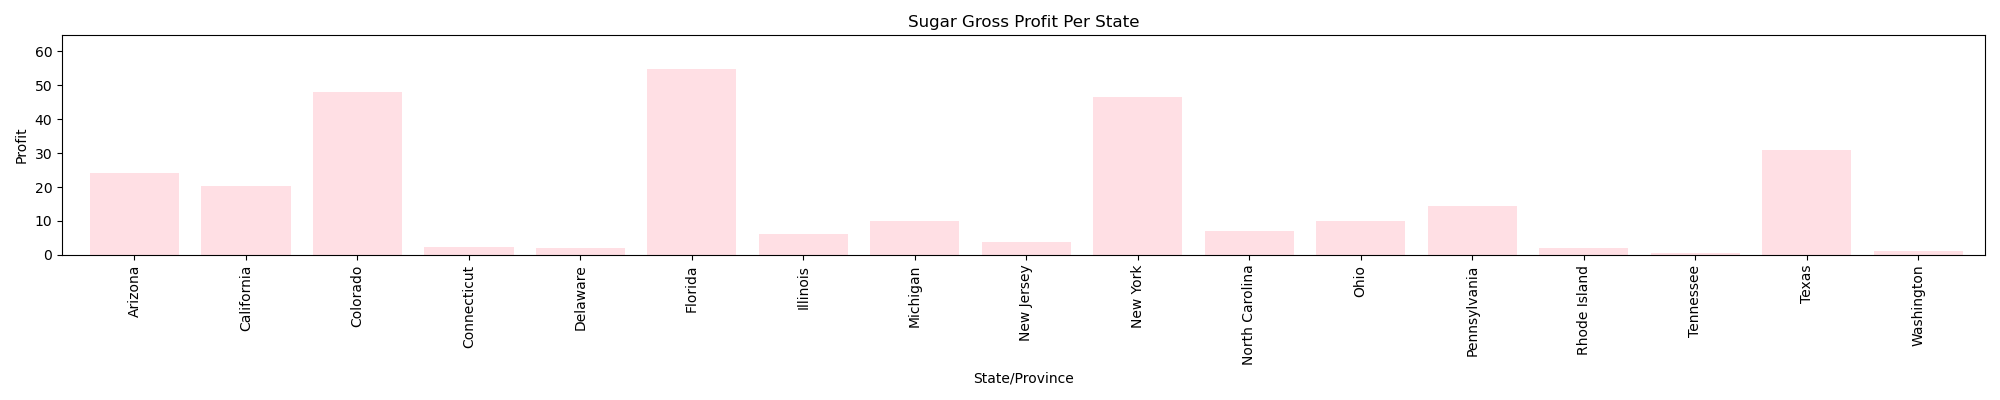 Sugar Gross Profit Per State
Profit
60
50
40
30
20
10
0
Arizona
California
Colorado
Connecticut
Delaware
Florida
Illinois
Michigan
New Jersey
New York
North Carolina
Ohio
Pennsylvania
Rhode Island
Tennessee
Texas
Washington
State/Province